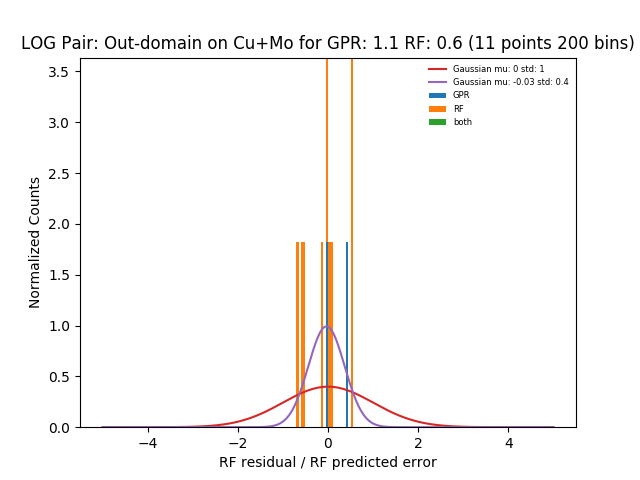 LOG Pair: Out-domain on Cu+Mo for GPR: 1.1 RF: 0.6 (11 points 200 bins)
Gaussian mu: 0 std: 1
Gaussian mu: -0.03 std: 0.4
GPR
RF
both
Normalized Counts
3.5
3.0
2.5
2.0
1.5
1.0
0.5
0.0
−4
−2
0
2
4
RF residual / RF predicted error